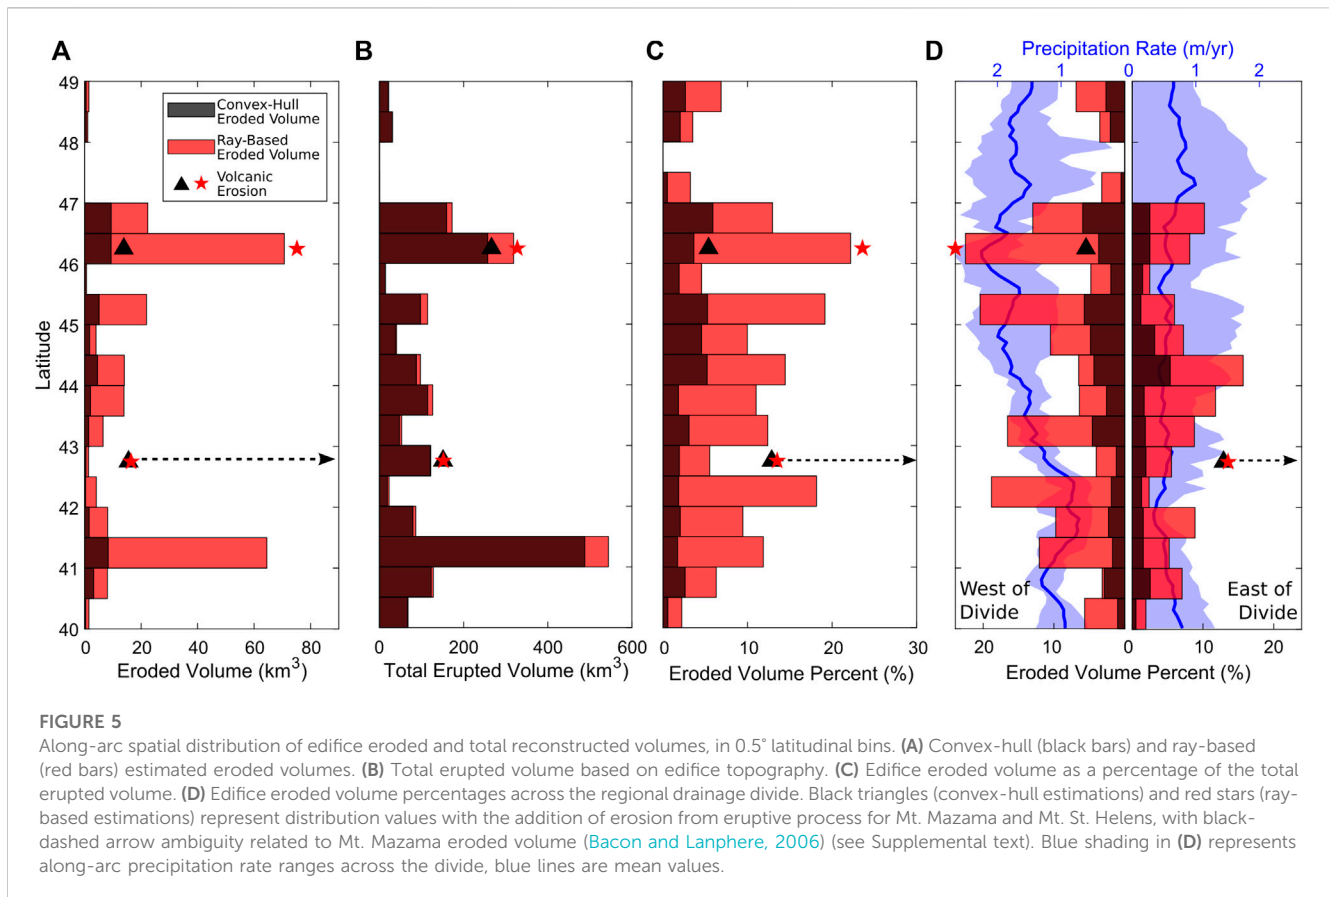 A
B
C
D
Precipitation Rate (m/yr)
2
1
0
1
2
49
48
47
46
45
44
43
42
41
40
Latitude
Convex-Hull
Eroded Volume
Ray-Based
Eroded Volume
Volcanic
Erosion
West of
Divide
East of
Divide
0
20
40
60
80
0
200
400
600
0
10
20
30
20
10
0
10
20
Eroded Volume (km³)
Total Erupted Volume (km³)
Eroded Volume Percent (%)
Eroded Volume Percent (%)
FIGURE 5
Along-arc spatial distribution of edifice eroded and total reconstructed volumes, in 0.5° latitudinal bins. (A) Convex-hull (black bars) and ray-based
(red bars) estimated eroded volumes. (B) Total erupted volume based on edifice topography. (C) Edifice eroded volume as a percentage of the total
erupted volume. (D) Edifice eroded volume percentages across the regional drainage divide. Black triangles (convex-hull estimations) and red stars (ray-
based estimations) represent distribution values with the addition of erosion from eruptive process for Mt. Mazama and Mt. St. Helens, with black-
dashed arrow ambiguity related to Mt. Mazama eroded volume (Bacon and Lanphere, 2006) (see Supplemental text). Blue shading in (D) represents
along-arc precipitation rate ranges across the divide, blue lines are mean values.